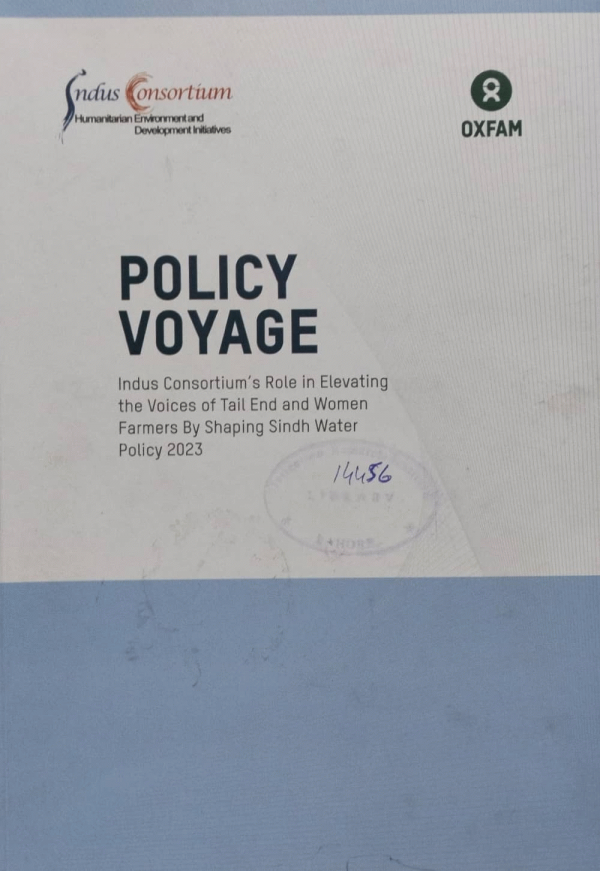 Indus Consortium
Humanitarian Environment and
Development Initiatives
OXFAM
POLICY
VOYAGE
Indus Consortium's Role in Elevating
the Voices of Tail End and Women
Farmers By Shaping Sindh Water
Policy 2023
14456